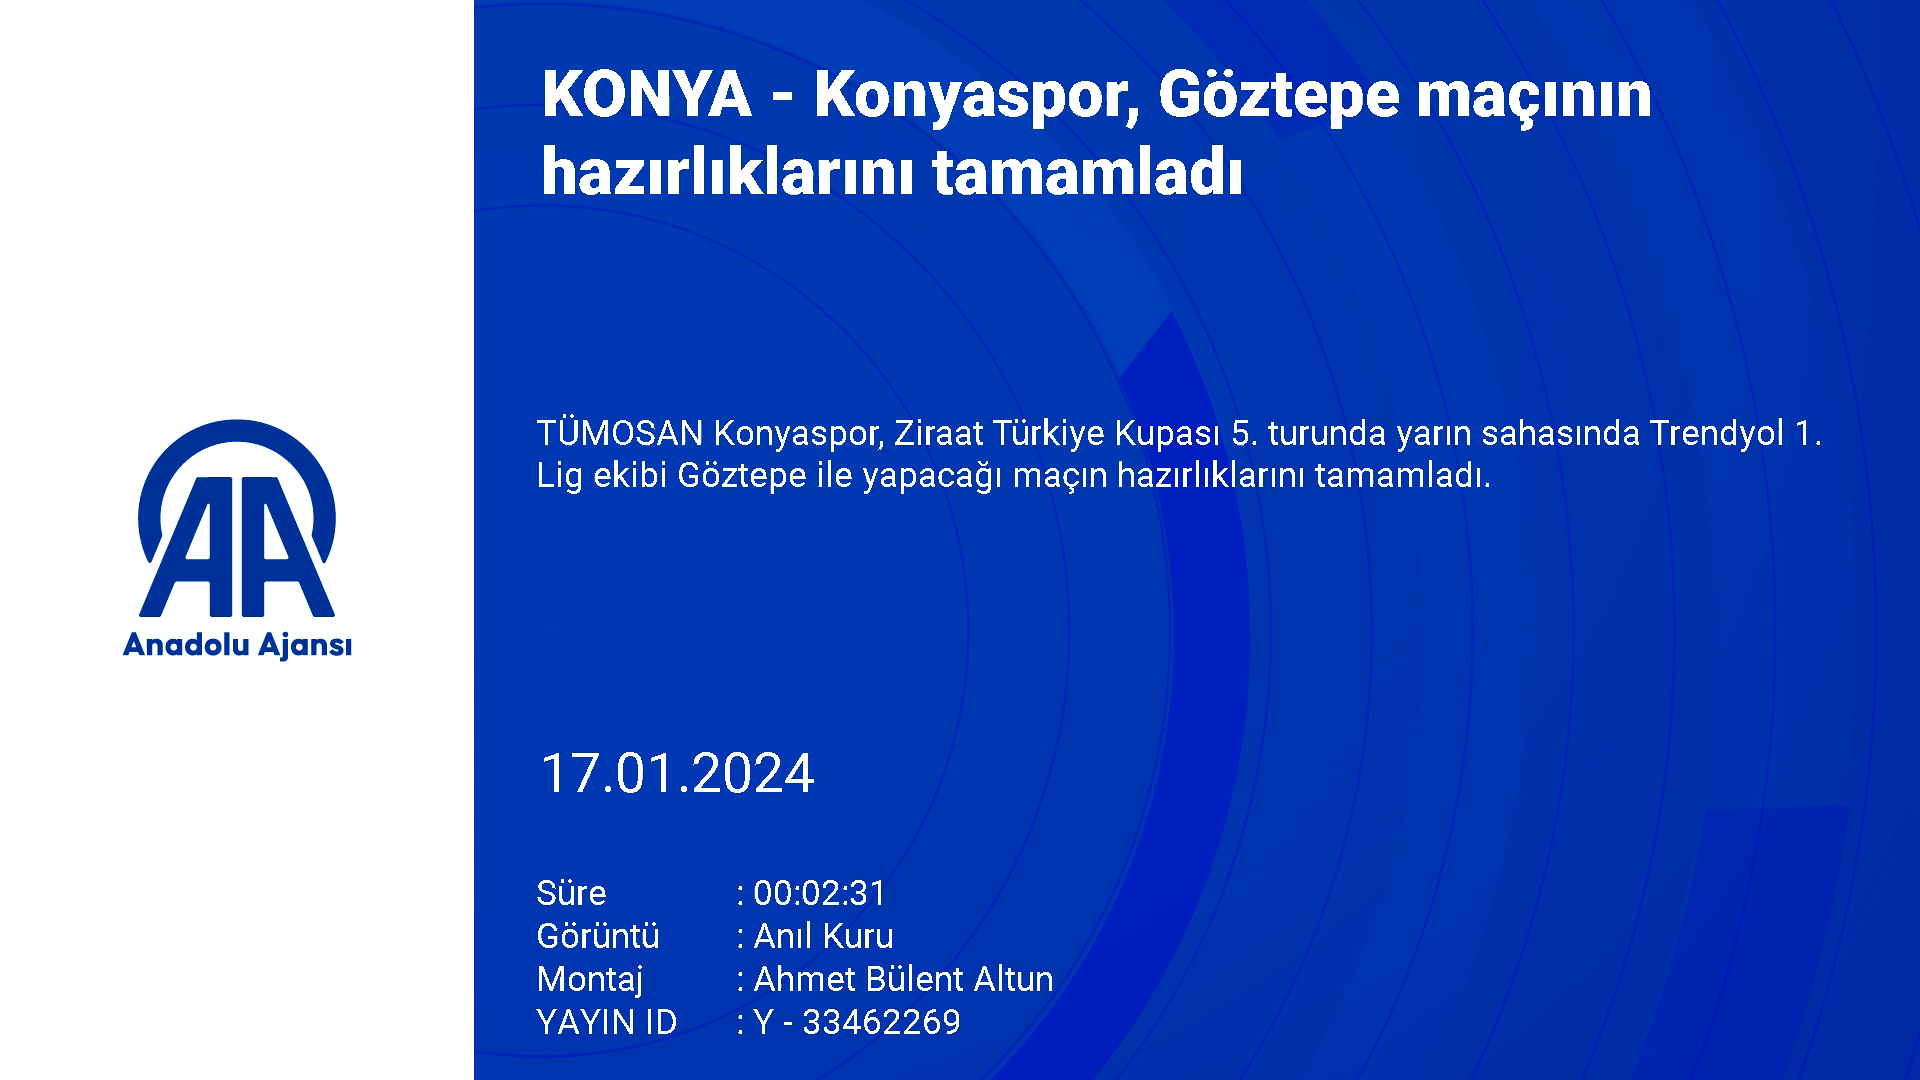 KONYA - Konyaspor, Göztepe maçının
hazırlıklarını tamamladı
TÜMOSAN Konyaspor, Ziraat Türkiye Kupası 5. turunda yarın sahasında Trendyol 1.
Lig ekibi Göztepe ile yapacağı maçın hazırlıklarını tamamladı.
AA
Anadolu Ajansı
17.01.2024
Süre : 00:02:31
Görüntü : Anıl Kuru
Montaj : Ahmet Bülent Altun
YAYIN ID : Y - 33462269